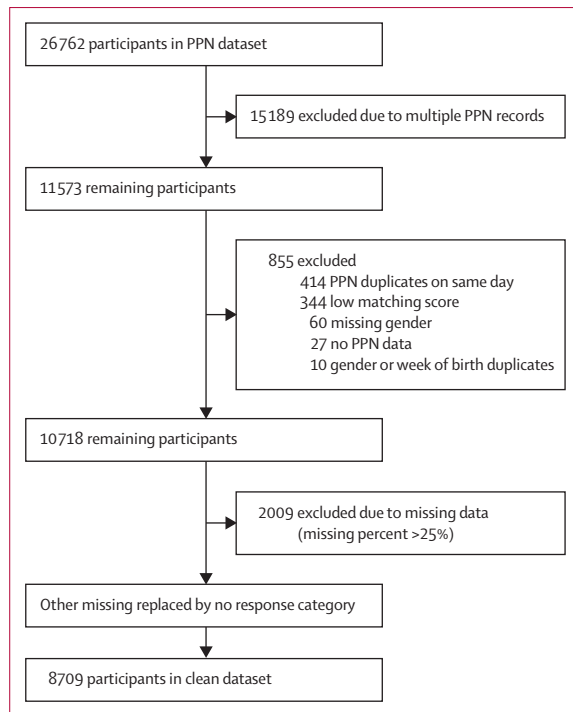 26762 participants in PPN dataset
15189 excluded due to multiple PPN records
11573 remaining participants
855 excluded
414 PPN duplicates on same day
344 low matching score
60 missing gender
27 no PPN data
10 gender or week of birth duplicates
10718 remaining participants
2009 excluded due to missing data
(missing percent >25%)
Other missing replaced by no response category
8709 participants in clean dataset